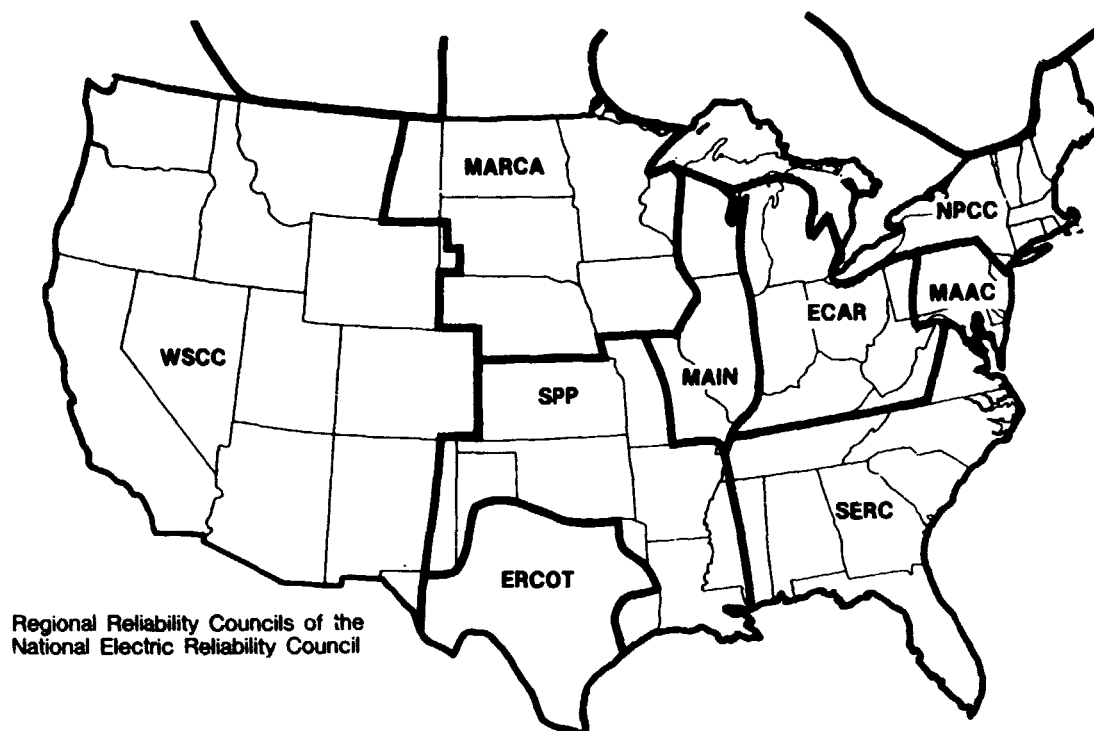 MARCA
NPCC
MAAC
ECAR
WSCC
MAIN
SPP
SERC
ERCOT
Regional Reliability Councils of the
National Electric Reliability Council